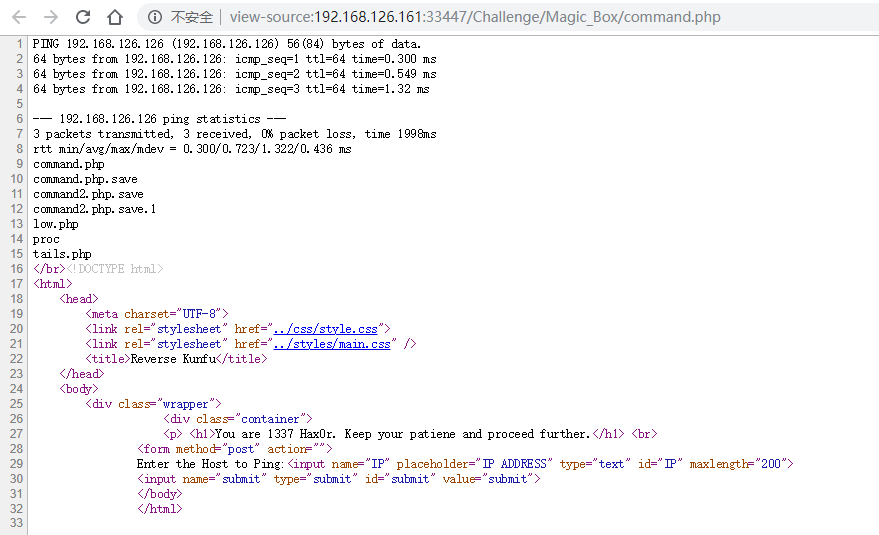 不安全 | view-source:192.168.126.161:33447/Challenge/Magic_Box/command.php
1 PING 192.168.126.126 (192.168.126.126) 56(84) bytes of data.
2 64 bytes from 192.168.126.126: icmp_seq=1 ttl=64 time=0.300 ms
3 64 bytes from 192.168.126.126: icmp_seq=2 ttl=64 time=0.549 ms
4 64 bytes from 192.168.126.126: icmp_seq=3 ttl=64 time=1.32 ms
5
6 --- 192.168.126.126 ping statistics ---
7 3 packets transmitted, 3 received, 0% packet loss, time 1998ms
8 rtt min/avg/max/mdev = 0.300/0.723/1.322/0.436 ms
9 command.php
10 command.php.save
11 command2.php.save
12 command2.php.save.1
13 low.php
14 proc
15 tails.php
16 </br><!DOCTYPE html>
17 <html>
18 <head>
19 <meta charset="UTF-8">
20 <link rel="stylesheet" href="../css/style.css">
21 <link rel="stylesheet" href="../styles/main.css" />
22 <title>Reverse Kunfu</title>
23 </head>
24 <body>
25 <div class="wrapper">
26 <div class="container">
27 <p> <h1>You are 1337 Hax0r. Keep your patiene and proceed further.</h1> <br>
28 <form method="post" action="">
29 Enter the Host to Ping:<input name="IP" placeholder="IP ADDRESS" type="text" id="IP" maxlength="200">
30 <input name="submit" type="submit" id="submit" value="submit">
31 </body>
32 </html>
33